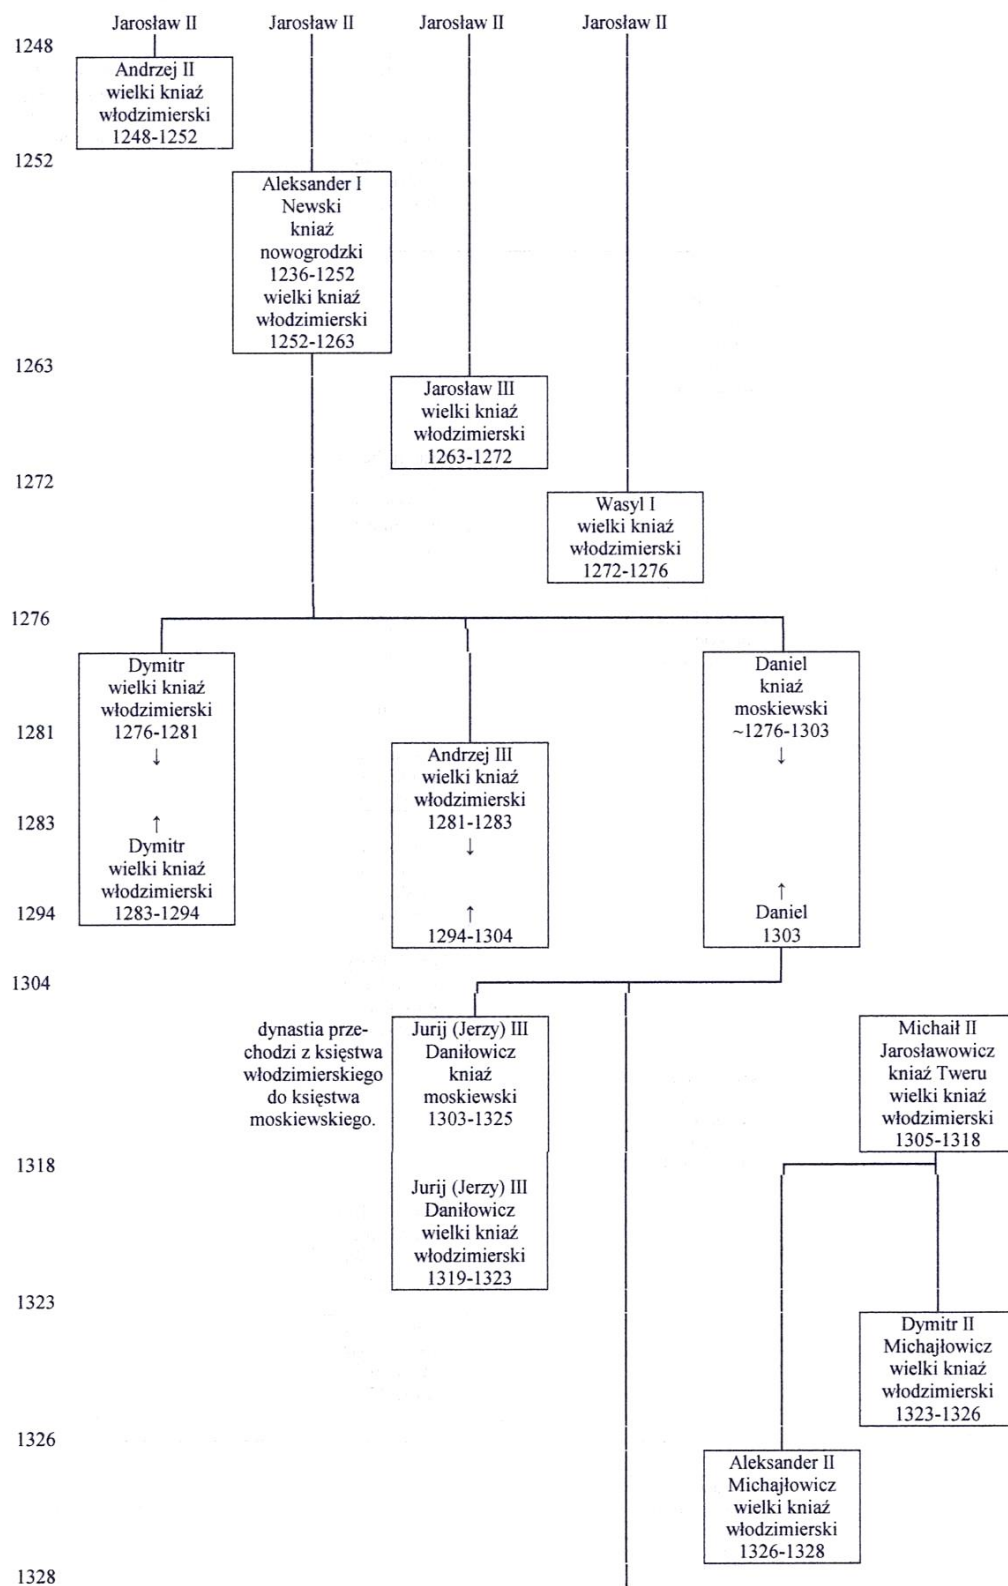 Jarosław II
Jarosław II
Jarosław II
Jarosław II
1248
Andrzej II
wielki kniaź
włodzimierski
1248-1252
1252
Aleksander I
Newski
kniaź
nowogrodzki
1236-1252
wielki kniaź
włodzimierski
1252-1263
1263
Jarosław III
wielki kniaź
włodzimierski
1263-1272
1272
Wasyl I
wielki kniaź
włodzimierski
1272-1276
1276
Dymitr
wielki kniaź
włodzimierski
1276-1281
↓
1281
Andrzej III
wielki kniaź
włodzimierski
1281-1283
↓
Daniel
kniaź
moskiewski
~1276-1303
↓
1283
↑
Dymitr
wielki kniaź
włodzimierski
1283-1294
1294
↑
1294-1304
↑
Daniel
1303
1304
dynastia prze-
chodzi z księstwa
włodzimierskiego
do księstwa
moskiewskiego.
Jurij (Jerzy) III
Daniłowicz
kniaź
moskiewski
1303-1325
Michaił II
Jarosławowicz
kniaź Tweru
wielki kniaź
włodzimierski
1305-1318
1318
Jurij (Jerzy) III
Daniłowicz
wielki kniaź
włodzimierski
1319-1323
1323
Dymitr II
Michajłowicz
wielki kniaź
włodzimierski
1323-1326
1326
Aleksander II
Michajłowicz
wielki kniaź
włodzimierski
1326-1328
1328